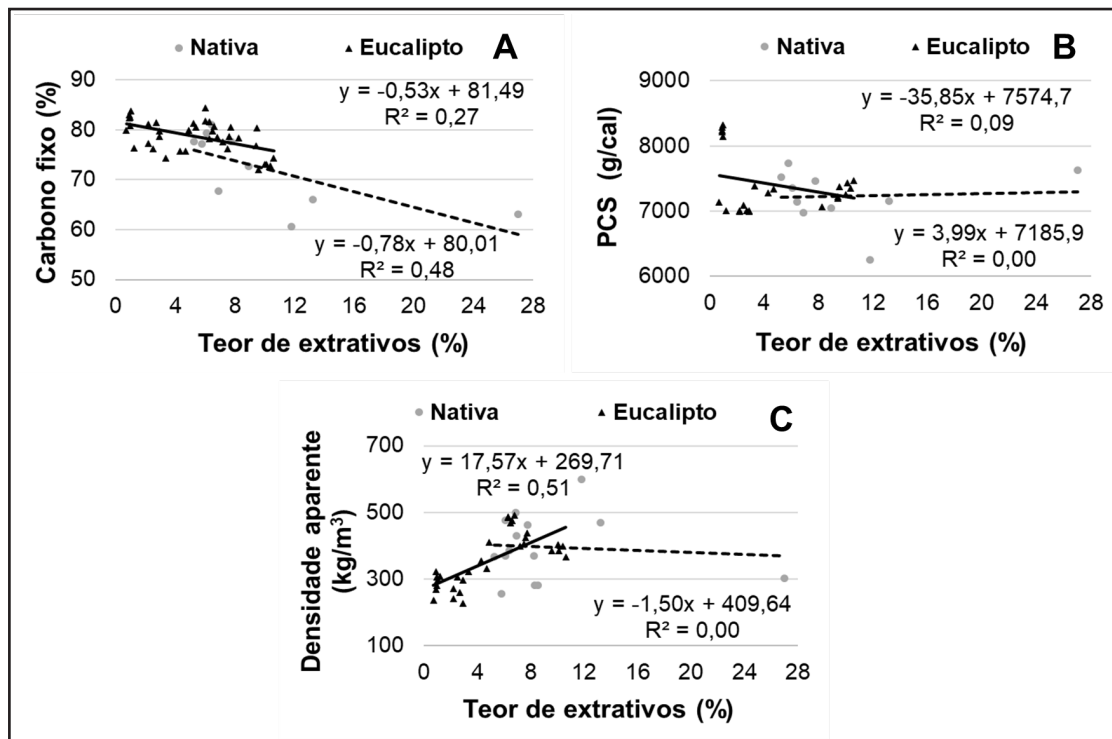 Nativa Eucalipto A
90
80
70
60
50
Carbono fixo (%)
y = -0,53x + 81,49
R² = 0,27
y = -0,78x + 80,01
R² = 0,48
0 4 8 12 16 20 24 28
Teor de extrativos (%)
Nativa Eucalipto B
9000
8000
7000
6000
PCS (g/cal)
y = -35,85x + 7574,7
R² = 0,09
y = 3,99x + 7185,9
R² = 0,00
0 4 8 12 16 20 24 28
Teor de extrativos (%)
Nativa Eucalipto C
700
500
300
100
Densidade aparente
(kg/m³)
y = 17,57x + 269,71
R² = 0,51
y = -1,50x + 409,64
R² = 0,00
0 4 8 12 16 20 24 28
Teor de extrativos (%)